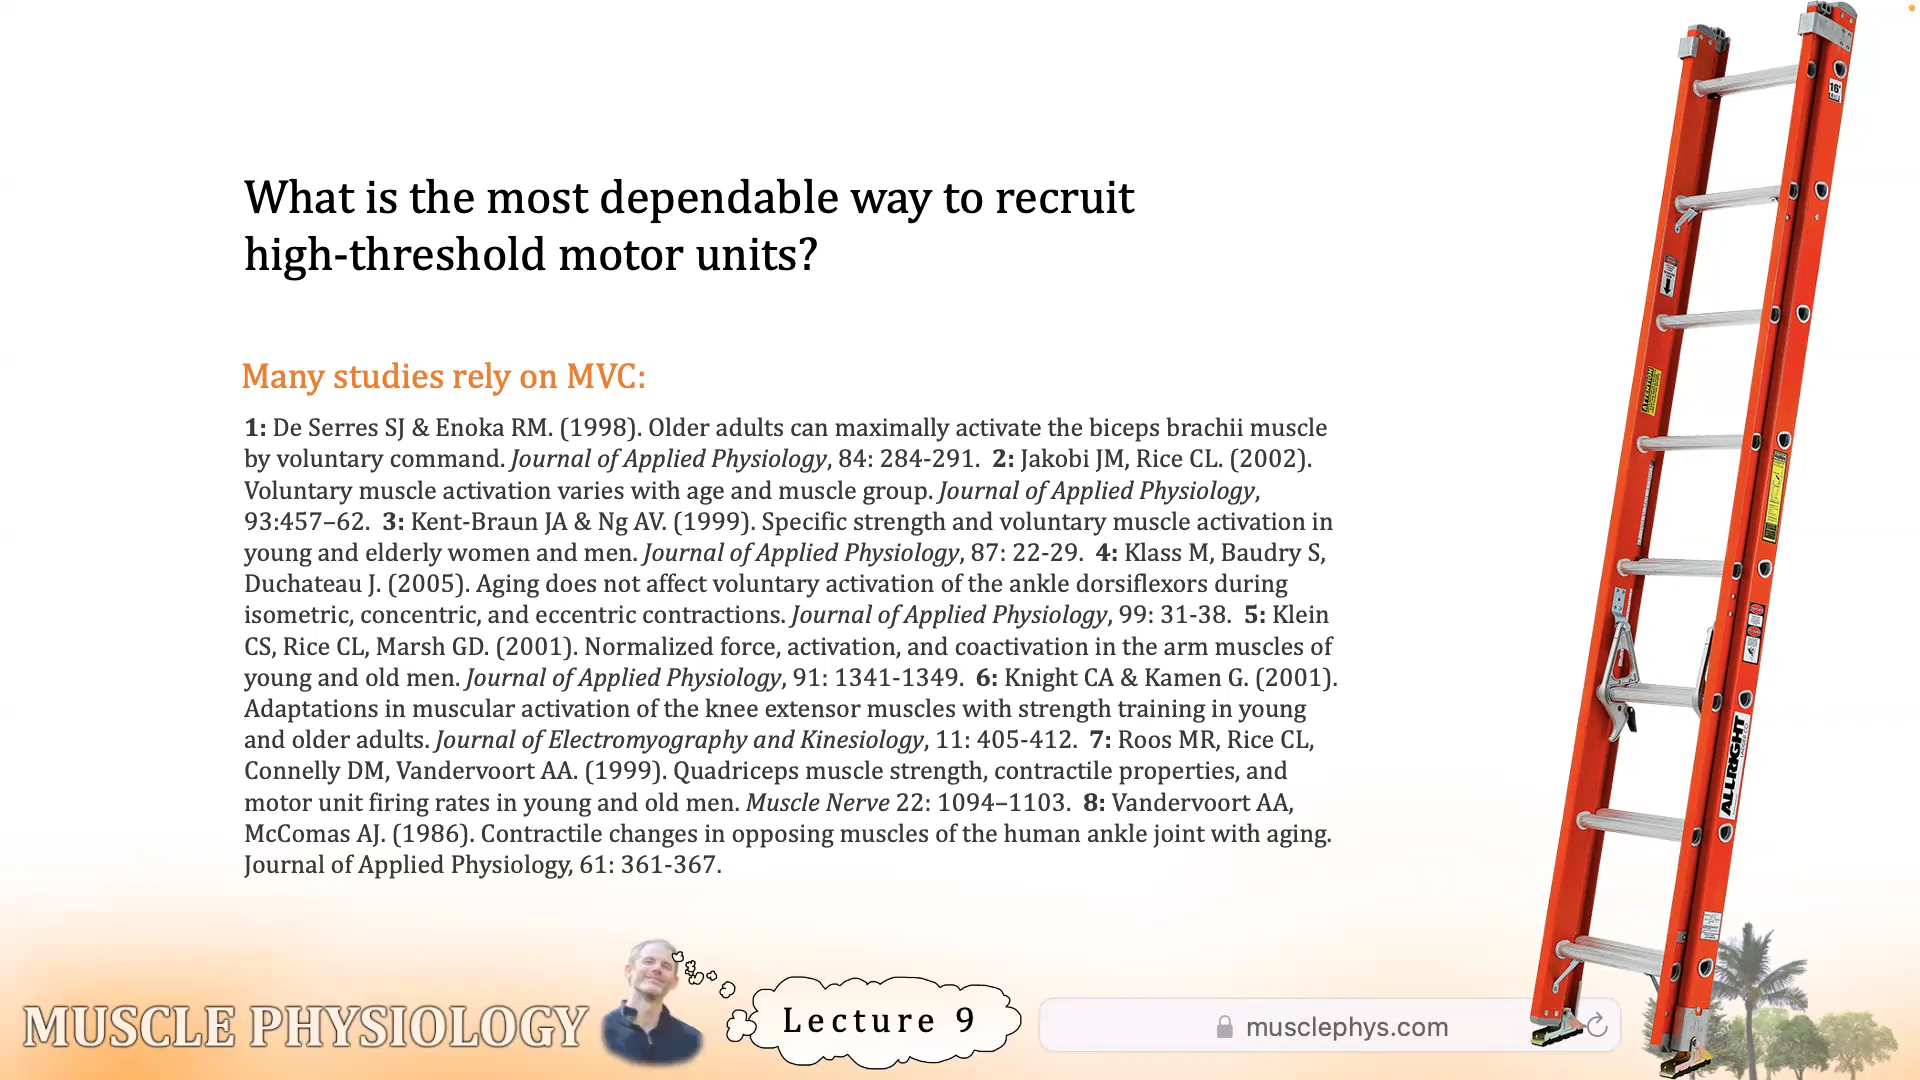 What is the most dependable way to recruit
high-threshold motor units?
Many studies rely on MVC:
1: De Serres SJ & Enoka RM. (1998). Older adults can maximally activate the biceps brachii muscle
by voluntary command. Journal of Applied Physiology, 84: 284-291. 2: Jakobi JM, Rice CL. (2002).
Voluntary muscle activation varies with age and muscle group. Journal of Applied Physiology,
93:457–62. 3: Kent-Braun JA & Ng AV. (1999). Specific strength and voluntary muscle activation in
young and elderly women and men. Journal of Applied Physiology, 87: 22-29. 4: Klass M, Baudry S,
Duchateau J. (2005). Aging does not affect voluntary activation of the ankle dorsiflexors during
isometric, concentric, and eccentric contractions. Journal of Applied Physiology, 99: 31-38. 5: Klein
CS, Rice CL, Marsh GD. (2001). Normalized force, activation, and coactivation in the arm muscles of
young and old men. Journal of Applied Physiology, 91: 1341-1349. 6: Knight CA & Kamen G. (2001).
Adaptations in muscular activation of the knee extensor muscles with strength training in young
and older adults. Journal of Electromyography and Kinesiology, 11: 405-412. 7: Roos MR, Rice CL,
Connelly DM, Vandervoort AA. (1999). Quadriceps muscle strength, contractile properties, and
motor unit firing rates in young and old men. Muscle Nerve 22: 1094–1103. 8: Vandervoort AA,
McComas AJ. (1986). Contractile changes in opposing muscles of the human ankle joint with aging.
Journal of Applied Physiology, 61: 361-367.
16'
ATTENTION
ALLRIGHT
MUSCLE PHYSIOLOGY
Lecture 9
musclephys.com